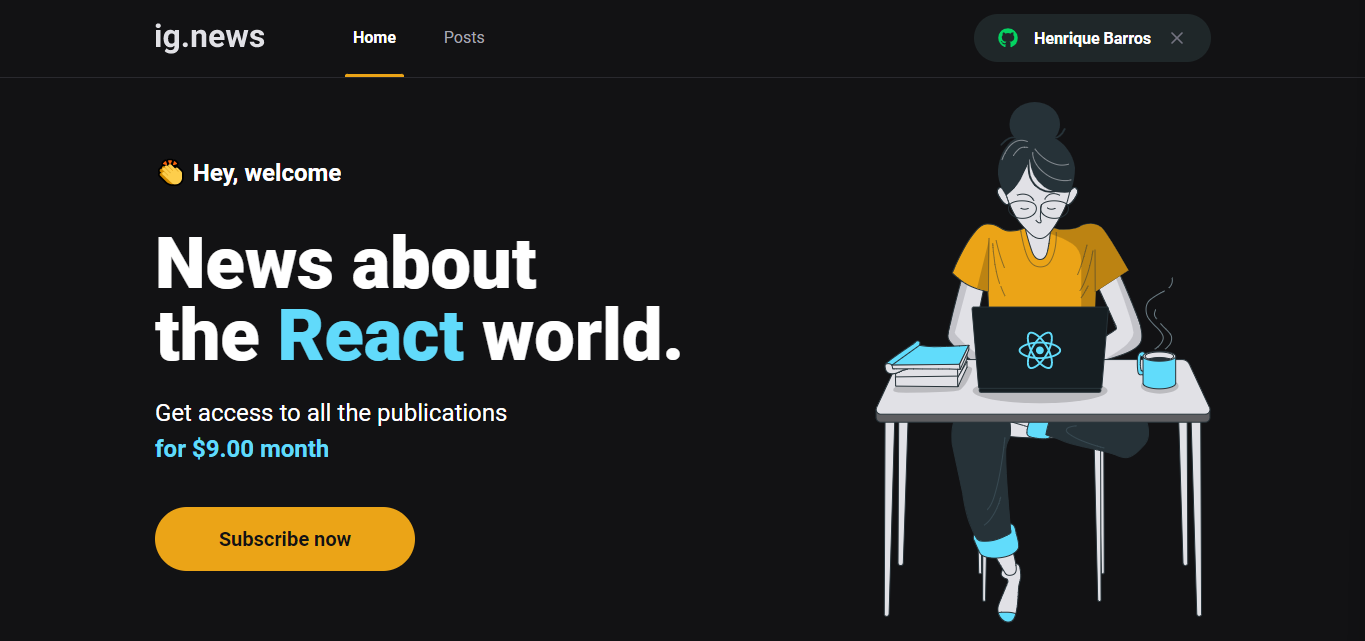 ig.news
Home
Posts
Henrique Barros
👏 Hey, welcome
News about
the React world.
Get access to all the publications
for $9.00 month
Subscribe now